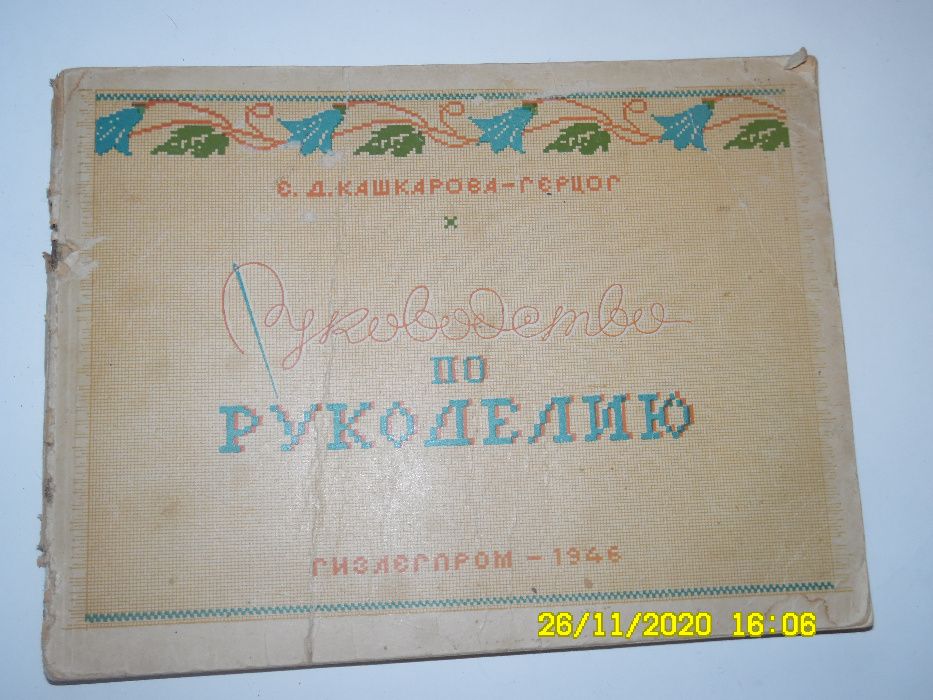 Е. Д. КАШКАРОВА-ГЕРЦОГ
Руководство
ПО
РУКОДЕЛИЮ
ГИЗЛЕГПРОМ - 1946
26/11/2020 16:06